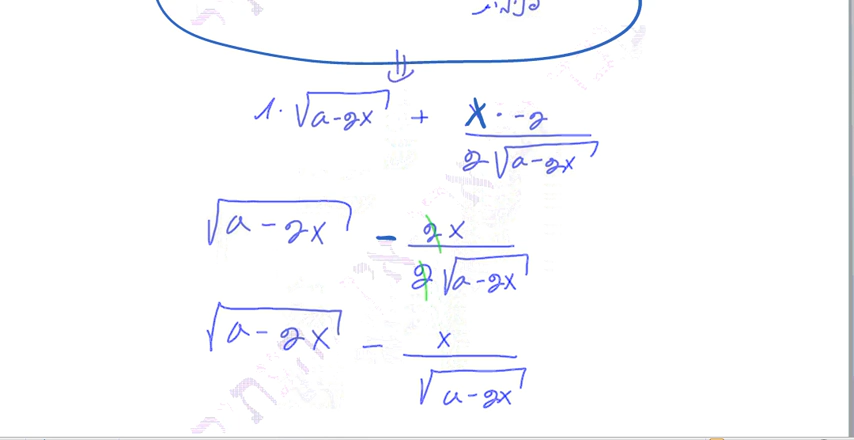 1·√(a-2x) + (x·-2)/(2√(a-2x))
√(a-2x) - 2x/(2√(a-2x))
√(a-2x) - x/√(a-2x)